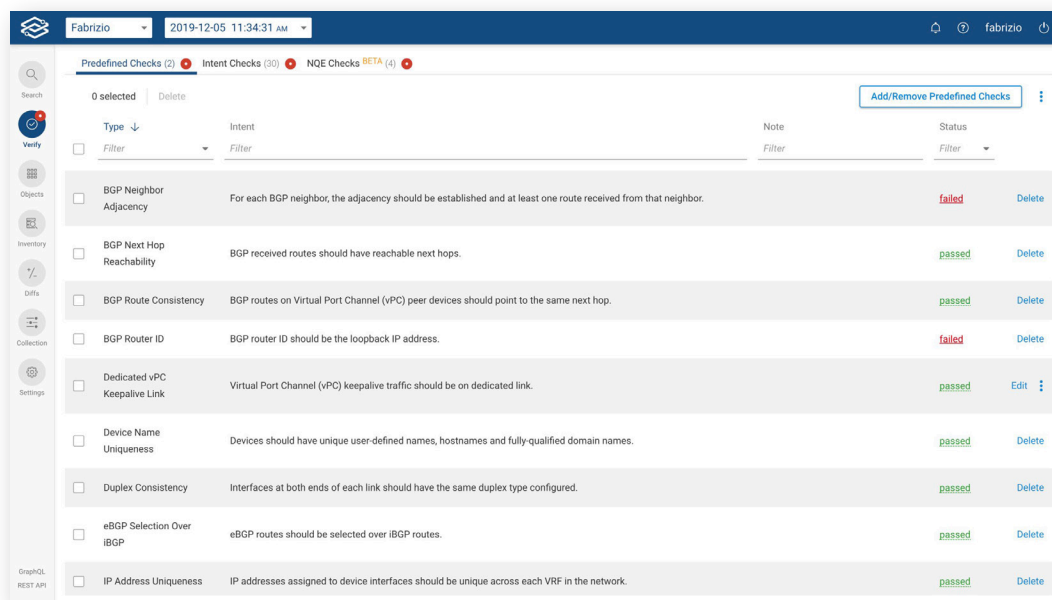 Fabrizio
2019-12-05 11:34:31 AM
fabrizio
Predefined Checks (2)
Intent Checks (30)
NQE Checks BETA (4)
Search
Verify
Objects
Inventory
Diffs
Collection
Settings
GraphQL
REST API
0 selected
Delete
Add/Remove Predefined Checks
Type
Intent
Note
Status
Filter
Filter
Filter
Filter
BGP Neighbor
Adjacency
For each BGP neighbor, the adjacency should be established and at least one route received from that neighbor.
failed
Delete
BGP Next Hop
Reachability
BGP received routes should have reachable next hops.
passed
Delete
BGP Route Consistency
BGP routes on Virtual Port Channel (vPC) peer devices should point to the same next hop.
passed
Delete
BGP Router ID
BGP router ID should be the loopback IP address.
failed
Delete
Dedicated vPC
Keepalive Link
Virtual Port Channel (vPC) keepalive traffic should be on dedicated link.
passed
Edit
Device Name
Uniqueness
Devices should have unique user-defined names, hostnames and fully-qualified domain names.
passed
Delete
Duplex Consistency
Interfaces at both ends of each link should have the same duplex type configured.
passed
Delete
eBGP Selection Over
iBGP
eBGP routes should be selected over iBGP routes.
passed
Delete
IP Address Uniqueness
IP addresses assigned to device interfaces should be unique across each VRF in the network.
passed
Delete